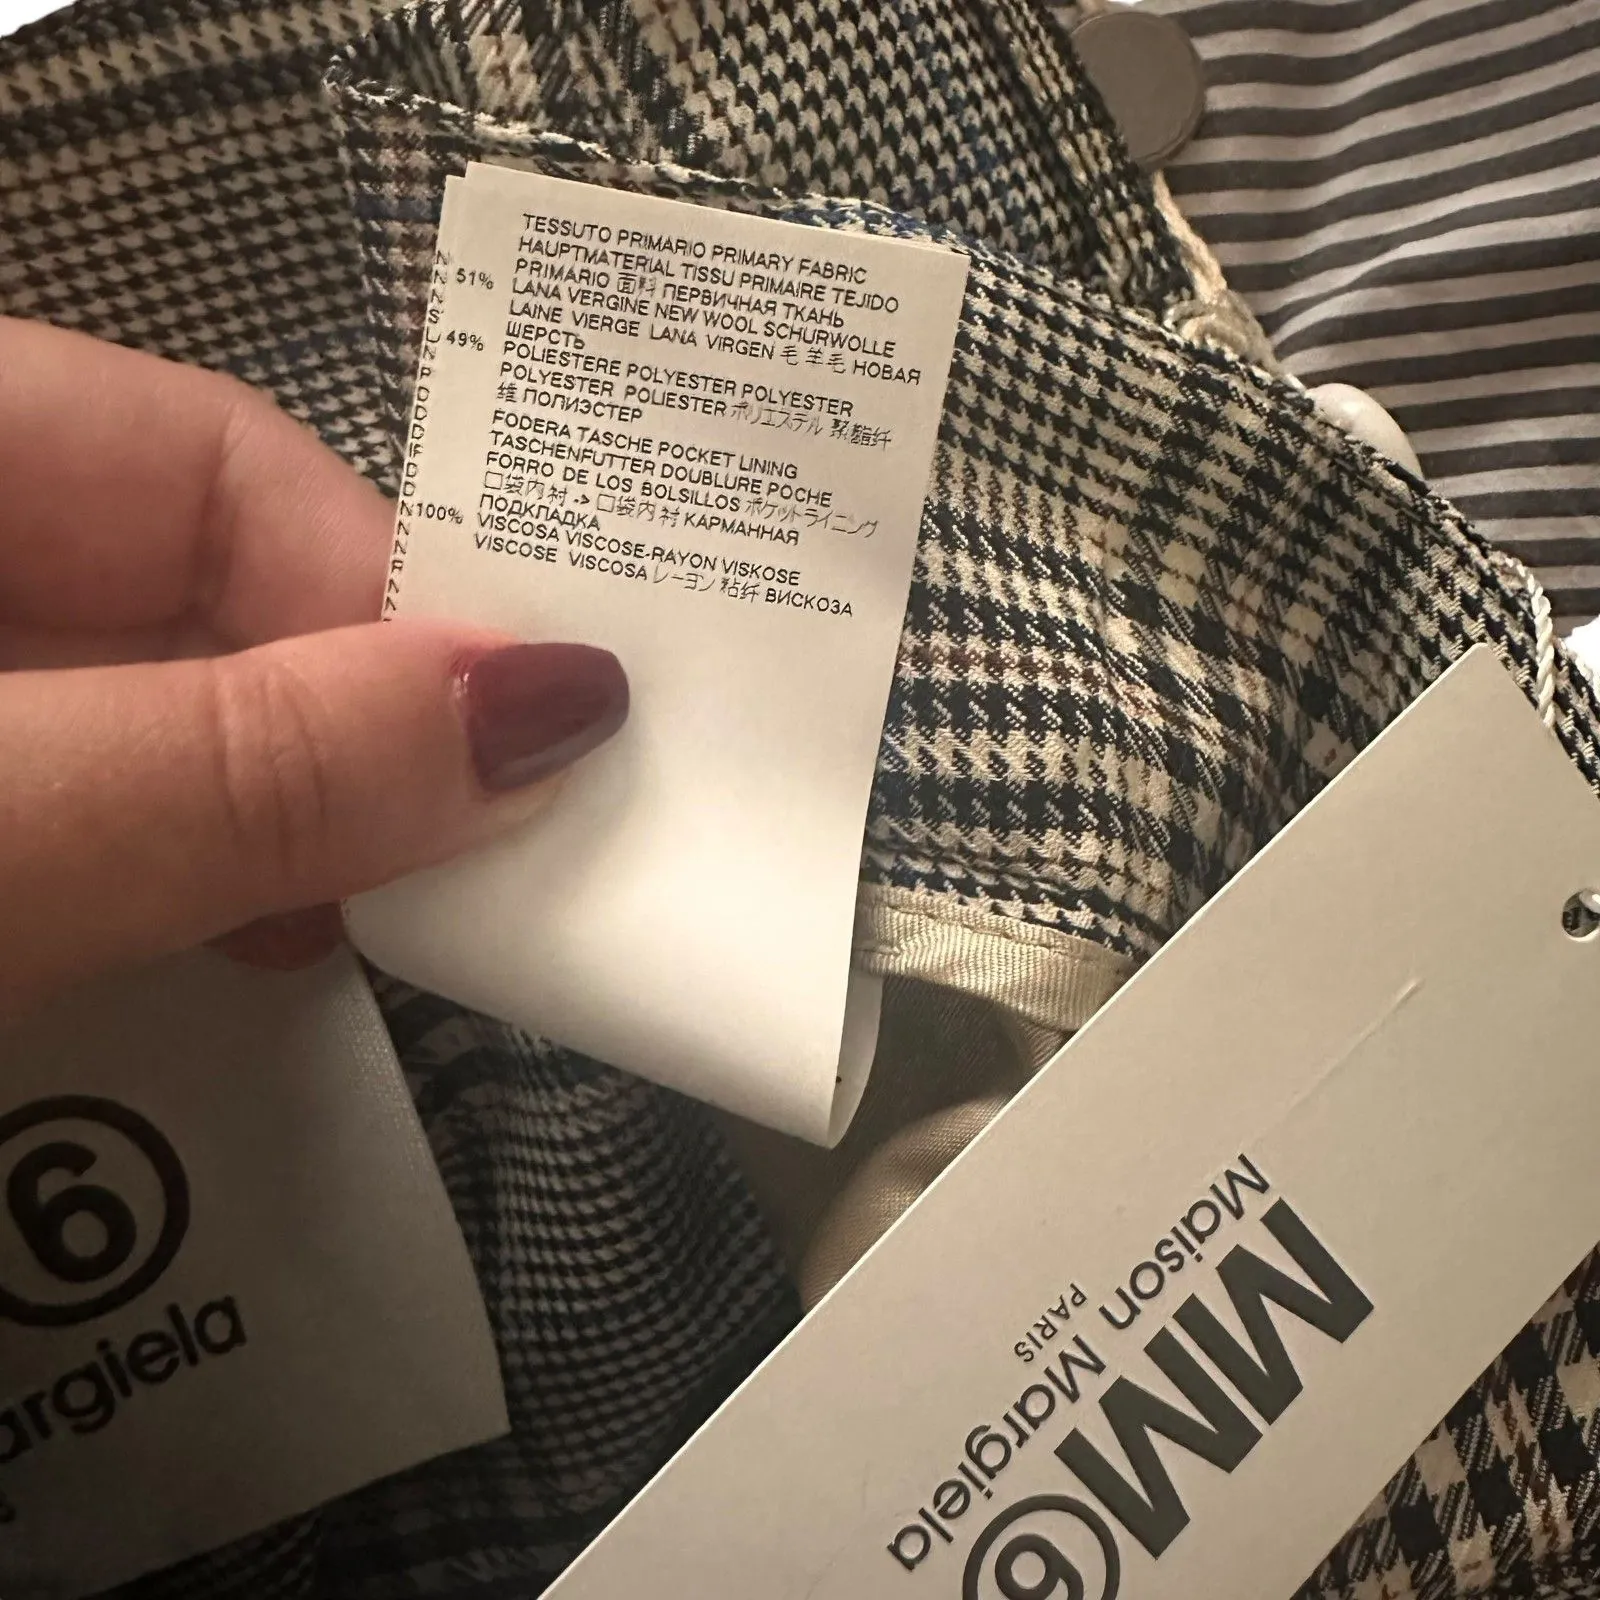 TESSUTO PRIMARIO PRIMARY FABRIC
HAUPTMATERIAL TISSU PRIMAIRE TEJIDO
PRIMARIO 面料 ПЕРВИЧНАЯ ТКАНЬ
51% LANA VERGINE NEW WOOL SCHURWOLLE
LAINE VIERGE LANA VIRGEN 毛 羊毛 НОВАЯ
ШЕРСТЬ
49% POLIESTERE POLYESTER POLYESTER
POLYESTER POLIESTER ポリエステル 聚酯纤
维 ПОЛИЭСТЕР
FODERA TASCHE POCKET LINING
TASCHENFUTTER DOUBLURE POCHE
FORRO DE LOS BOLSILLOS ポケットライニング
口袋内衬 -> 口袋内衬 КАРМАННАЯ
ПОДКЛАДКА
100% VISCOSA VISCOSE-RAYON VISKOSE
VISCOSE VISCOSA レーヨン 粘纤 ВИСКОЗА
6
argiela
MM6
Maison Margiela
PARIS